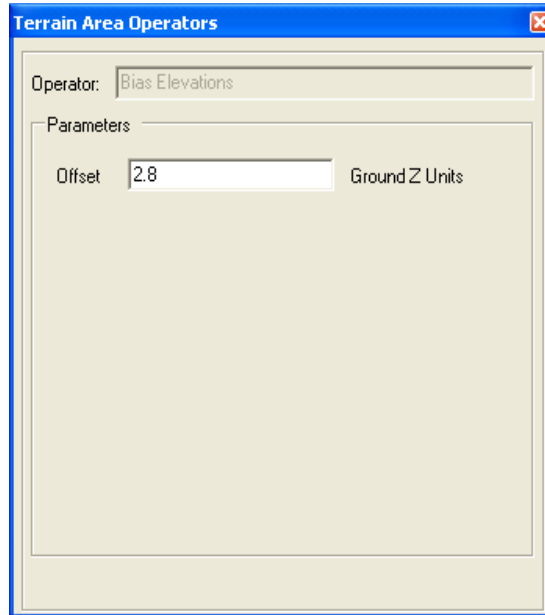 Terrain Area Operators
Operator: Bias Elevations
Parameters
Offset 2.8 Ground Z Units